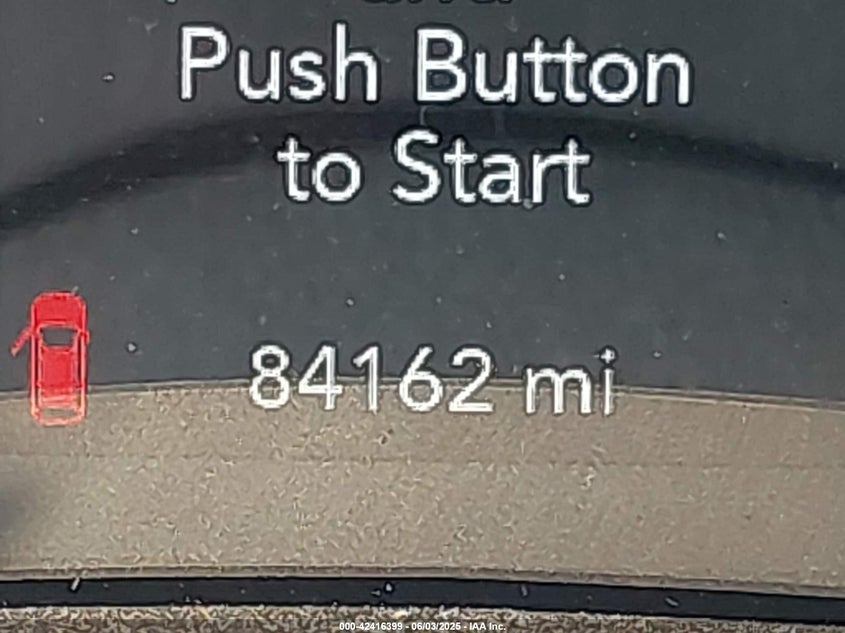 Push Button
to Start
84162 mi
000-42416399 - 06/03/2025 - IAA Inc.